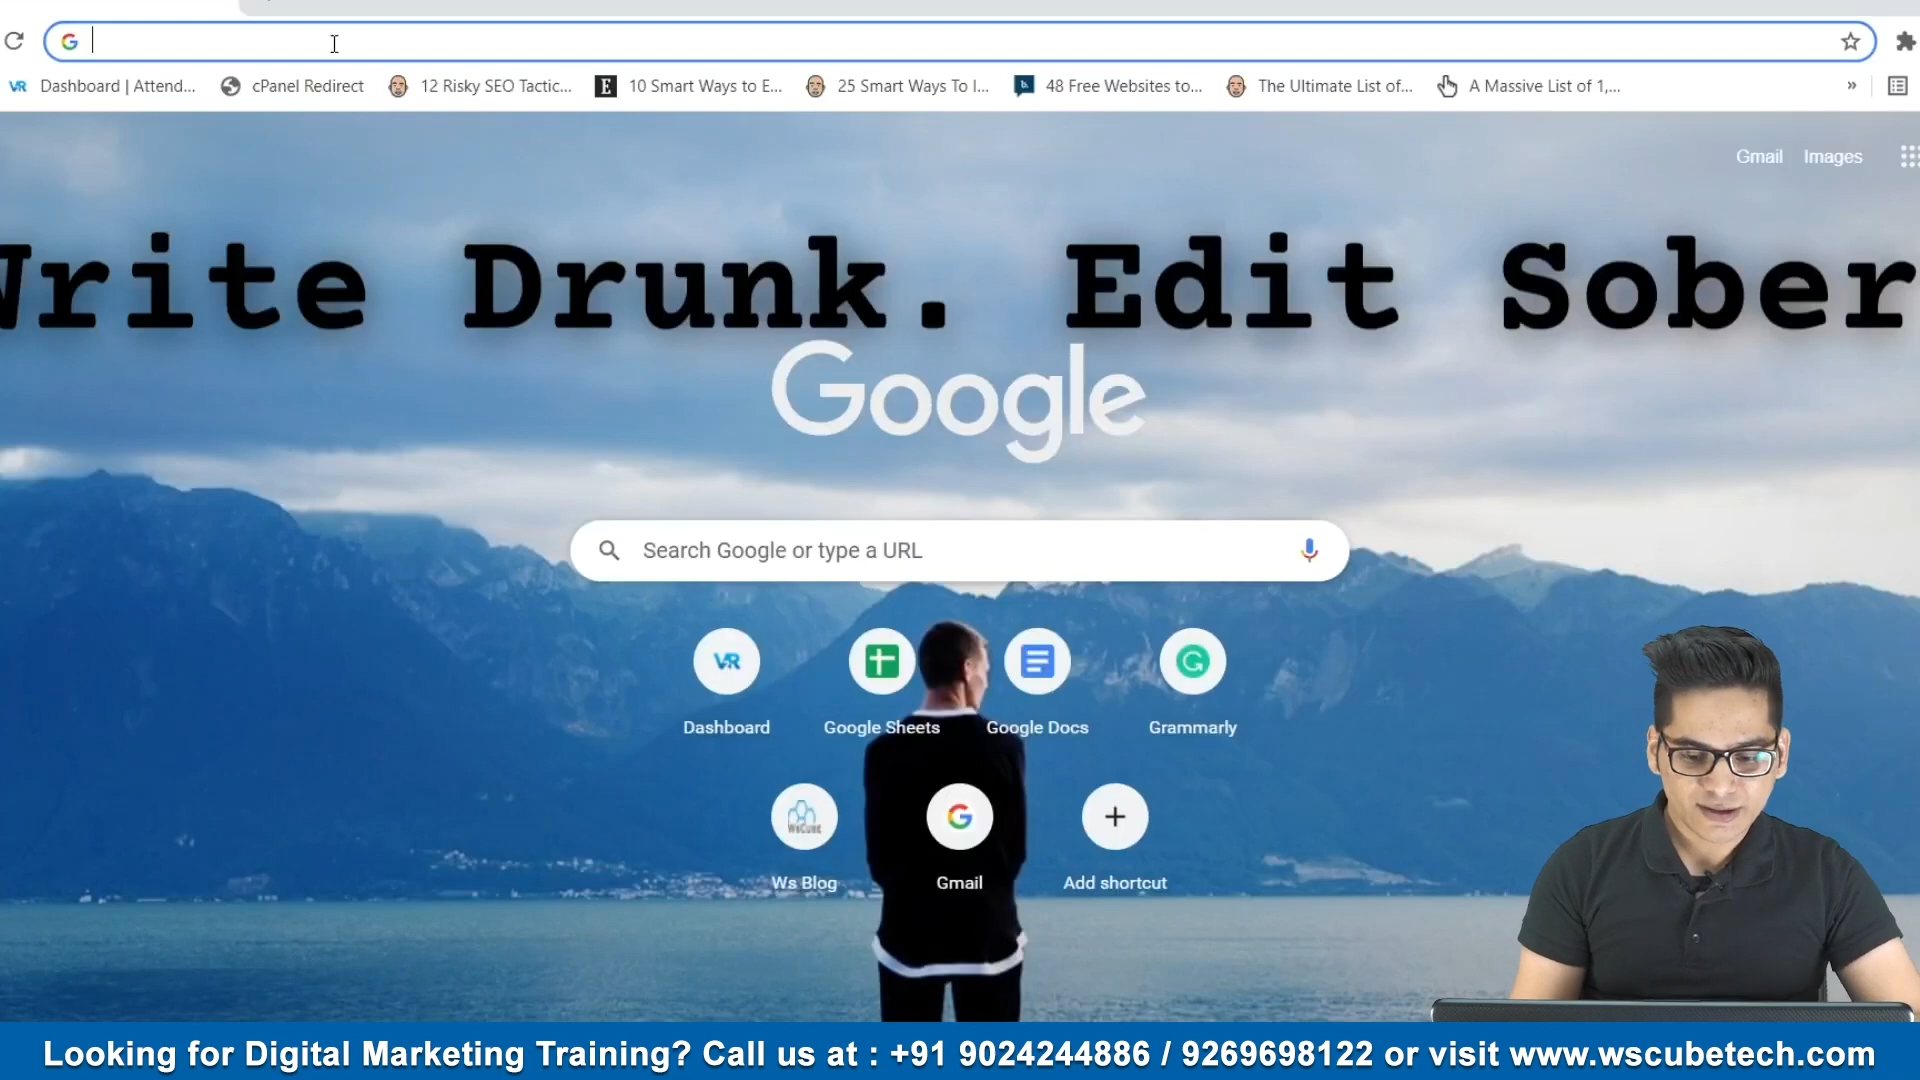 Dashboard | Attend... cPanel Redirect 12 Risky SEO Tactic... E 10 Smart Ways to E... 25 Smart Ways To I... b. 48 Free Websites to... The Ultimate List of... A Massive List of 1,... »
Gmail Images
Write Drunk. Edit Sober
Google
Search Google or type a URL
Dashboard Google Sheets Google Docs Grammarly
WsCube
Ws Blog Gmail Add shortcut
Looking for Digital Marketing Training? Call us at : +91 9024244886 / 9269698122 or visit www.wscubetech.com